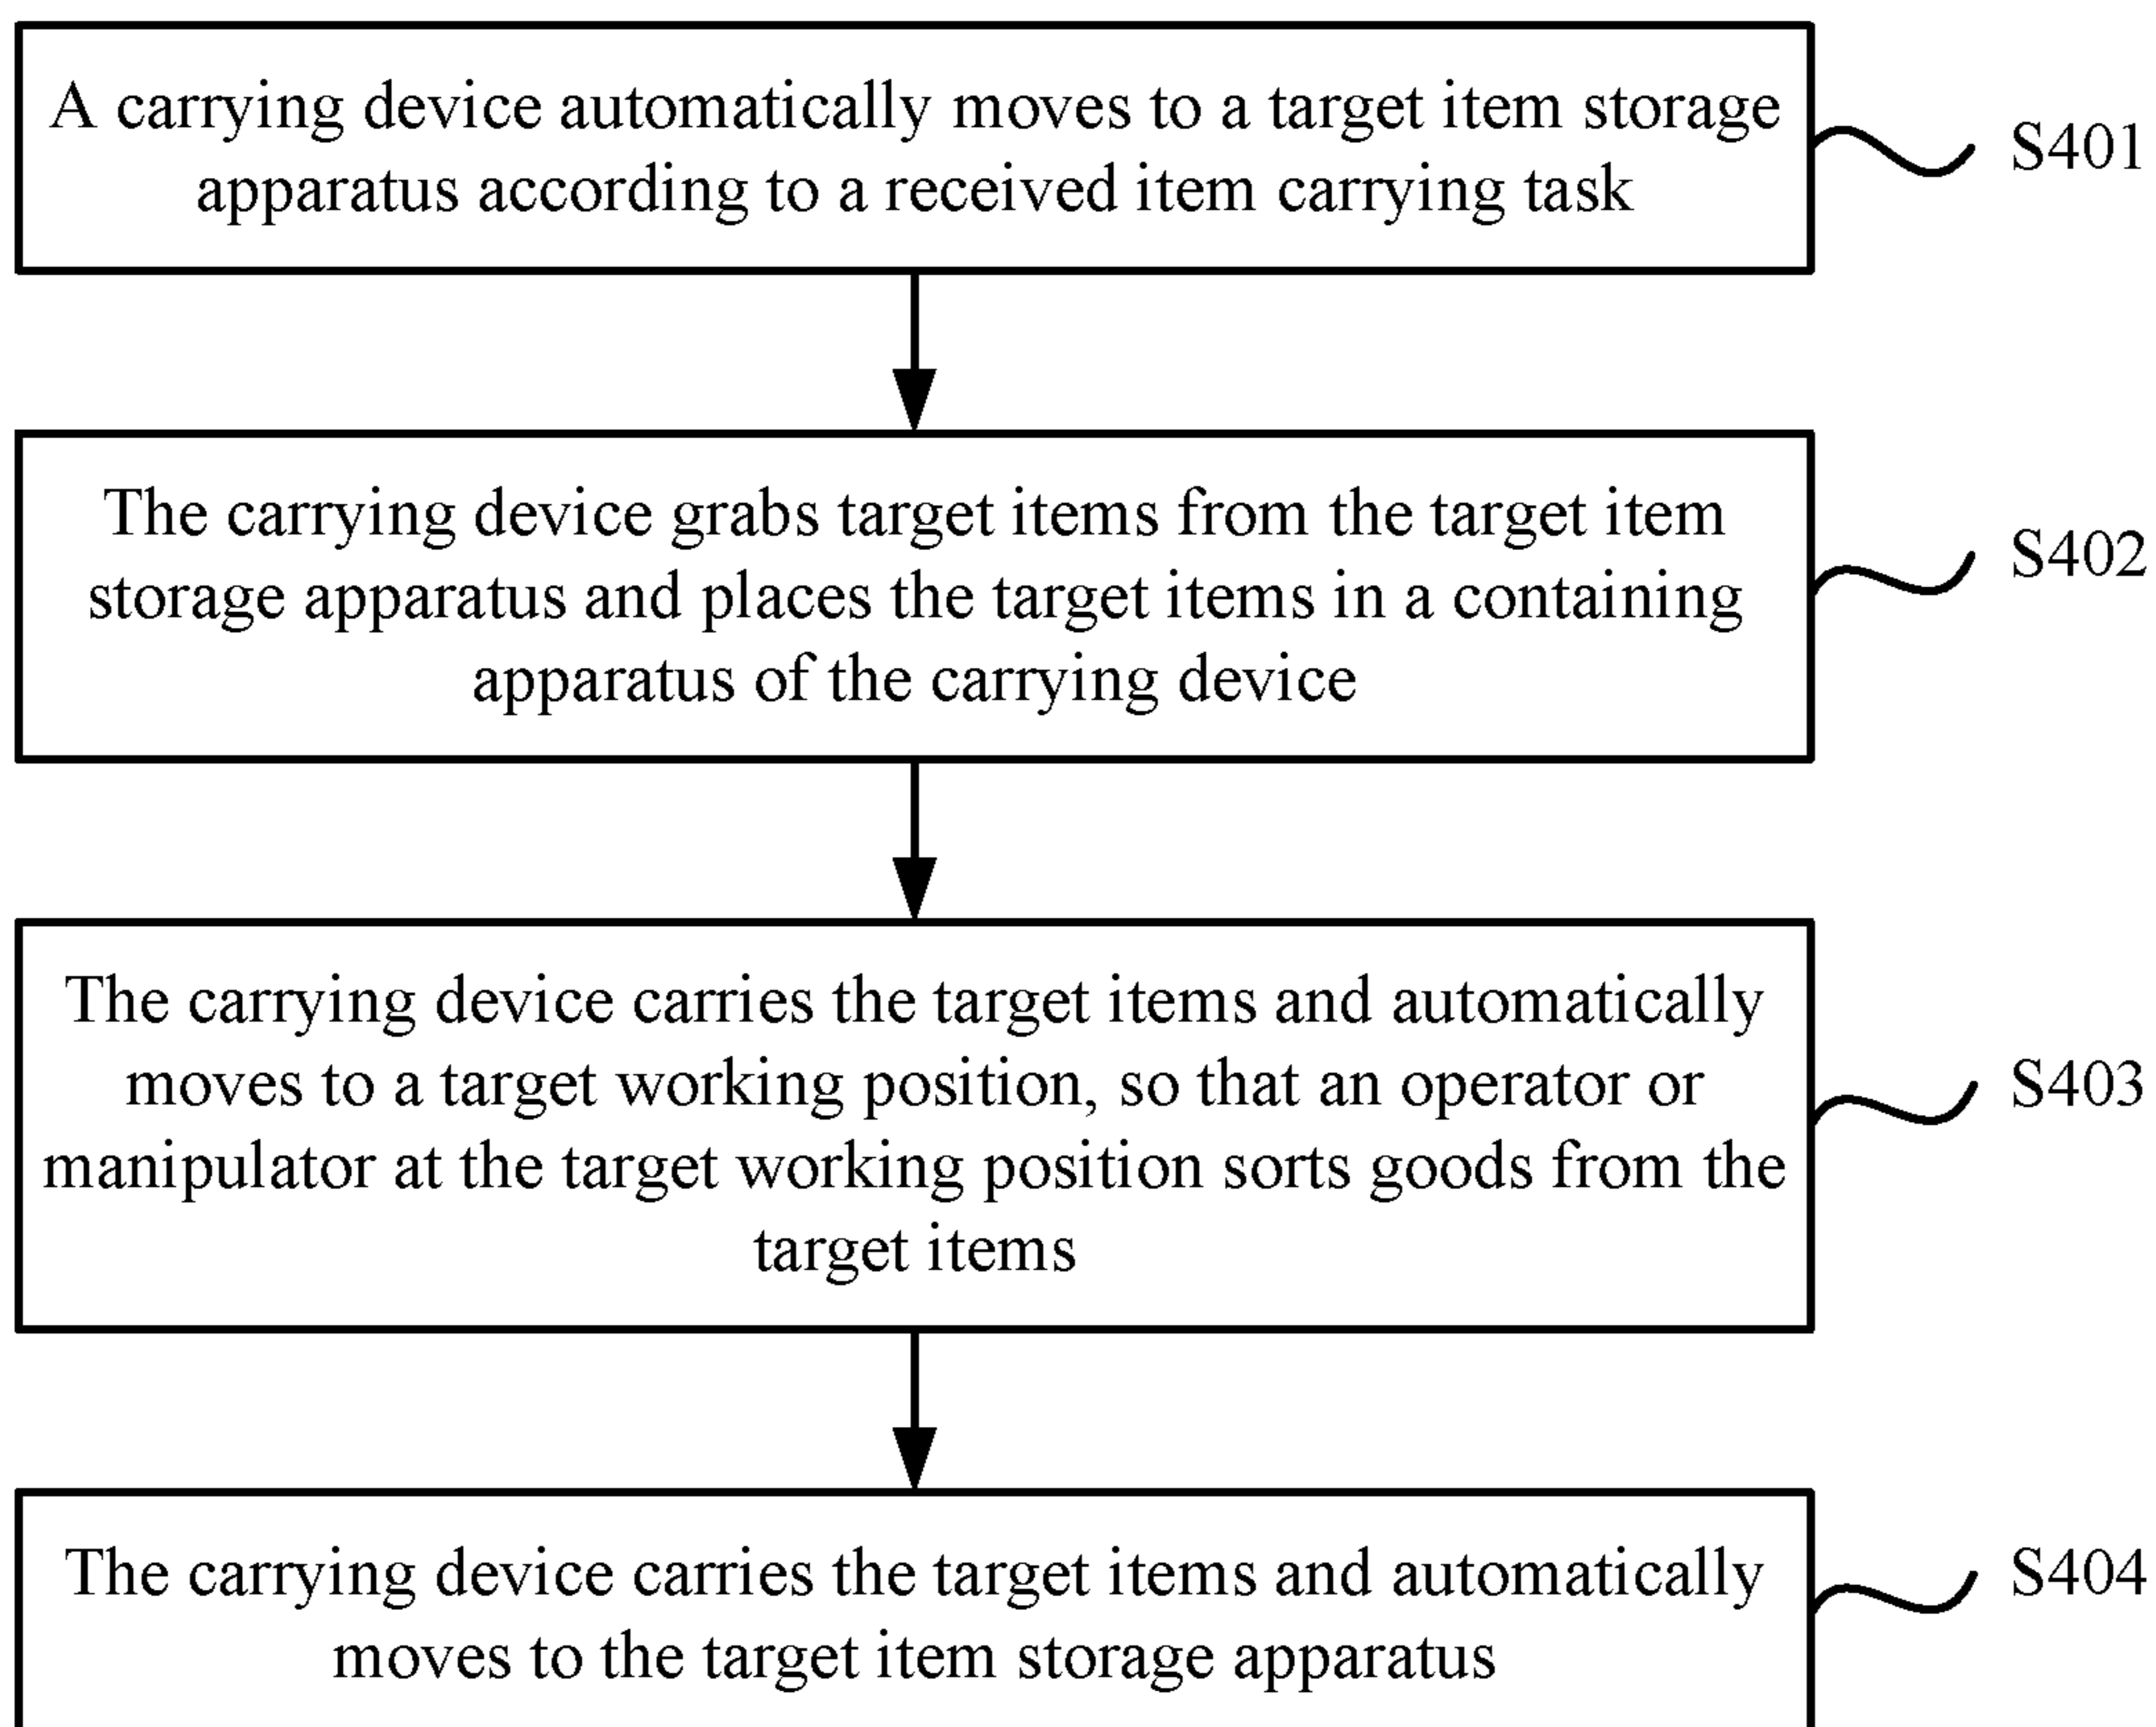 A carrying device automatically moves to a target item storage
apparatus according to a received item carrying task
S401
The carrying device grabs target items from the target item
storage apparatus and places the target items in a containing
apparatus of the carrying device
S402
The carrying device carries the target items and automatically
moves to a target working position, so that an operator or
manipulator at the target working position sorts goods from the
target items
S403
The carrying device carries the target items and automatically
moves to the target item storage apparatus
S404